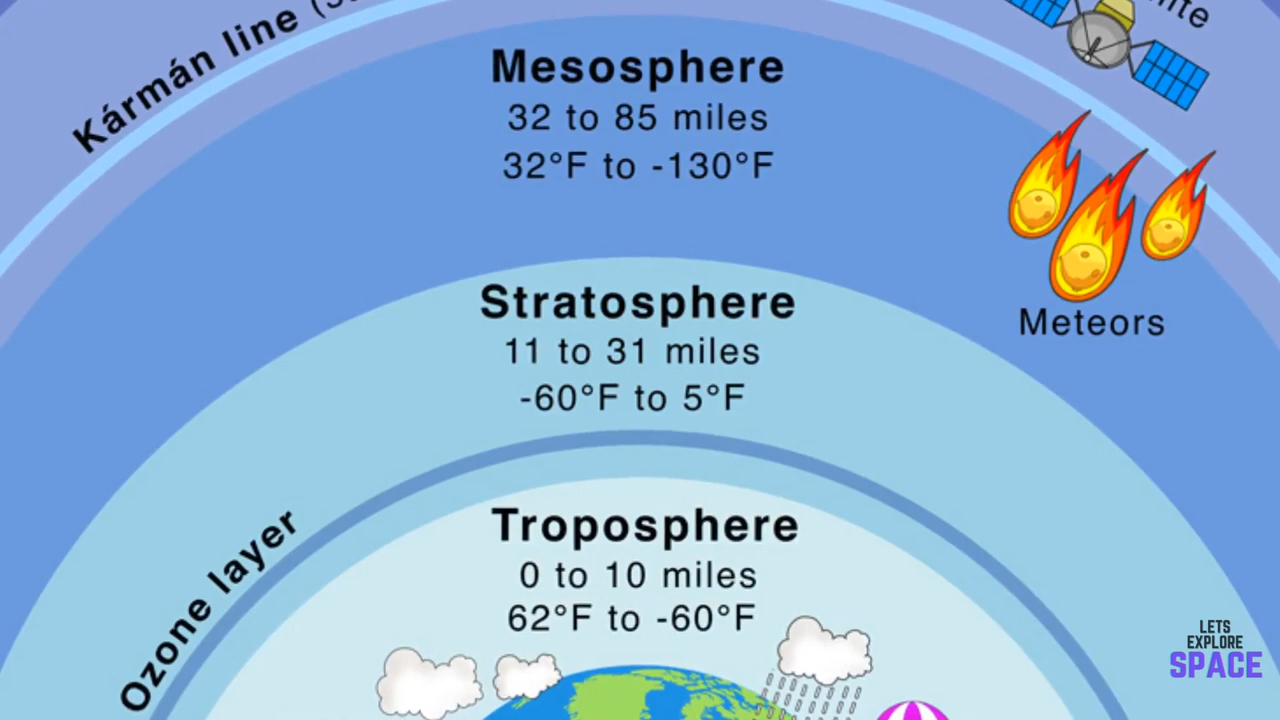 Kármán line
Mesosphere
32 to 85 miles
32°F to -130°F
Meteors
Stratosphere
11 to 31 miles
-60°F to 5°F
Ozone layer
Troposphere
0 to 10 miles
62°F to -60°F
LETS
EXPLORE
SPACE